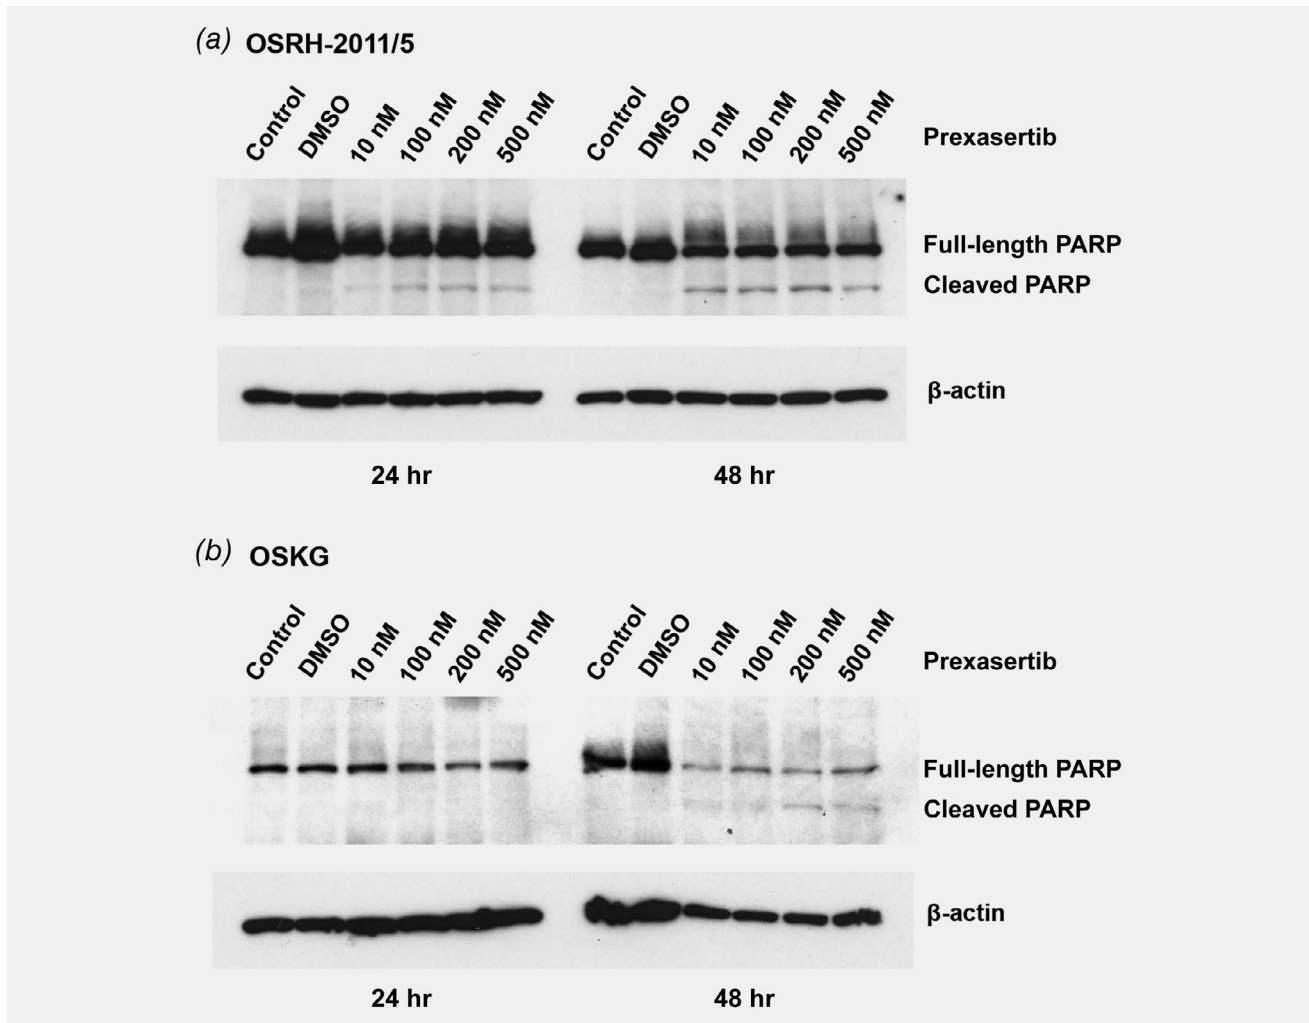 (a) OSRH-2011/5
Control DMSO 10 nM 100 nM 200 nM 500 nM Control DMSO 10 nM 100 nM 200 nM 500 nM
Prexasertib
Full-length PARP
Cleaved PARP
β-actin
24 hr 48 hr
(b) OSKG
Control DMSO 10 nM 100 nM 200 nM 500 nM Control DMSO 10 nM 100 nM 200 nM 500 nM
Prexasertib
Full-length PARP
Cleaved PARP
β-actin
24 hr 48 hr